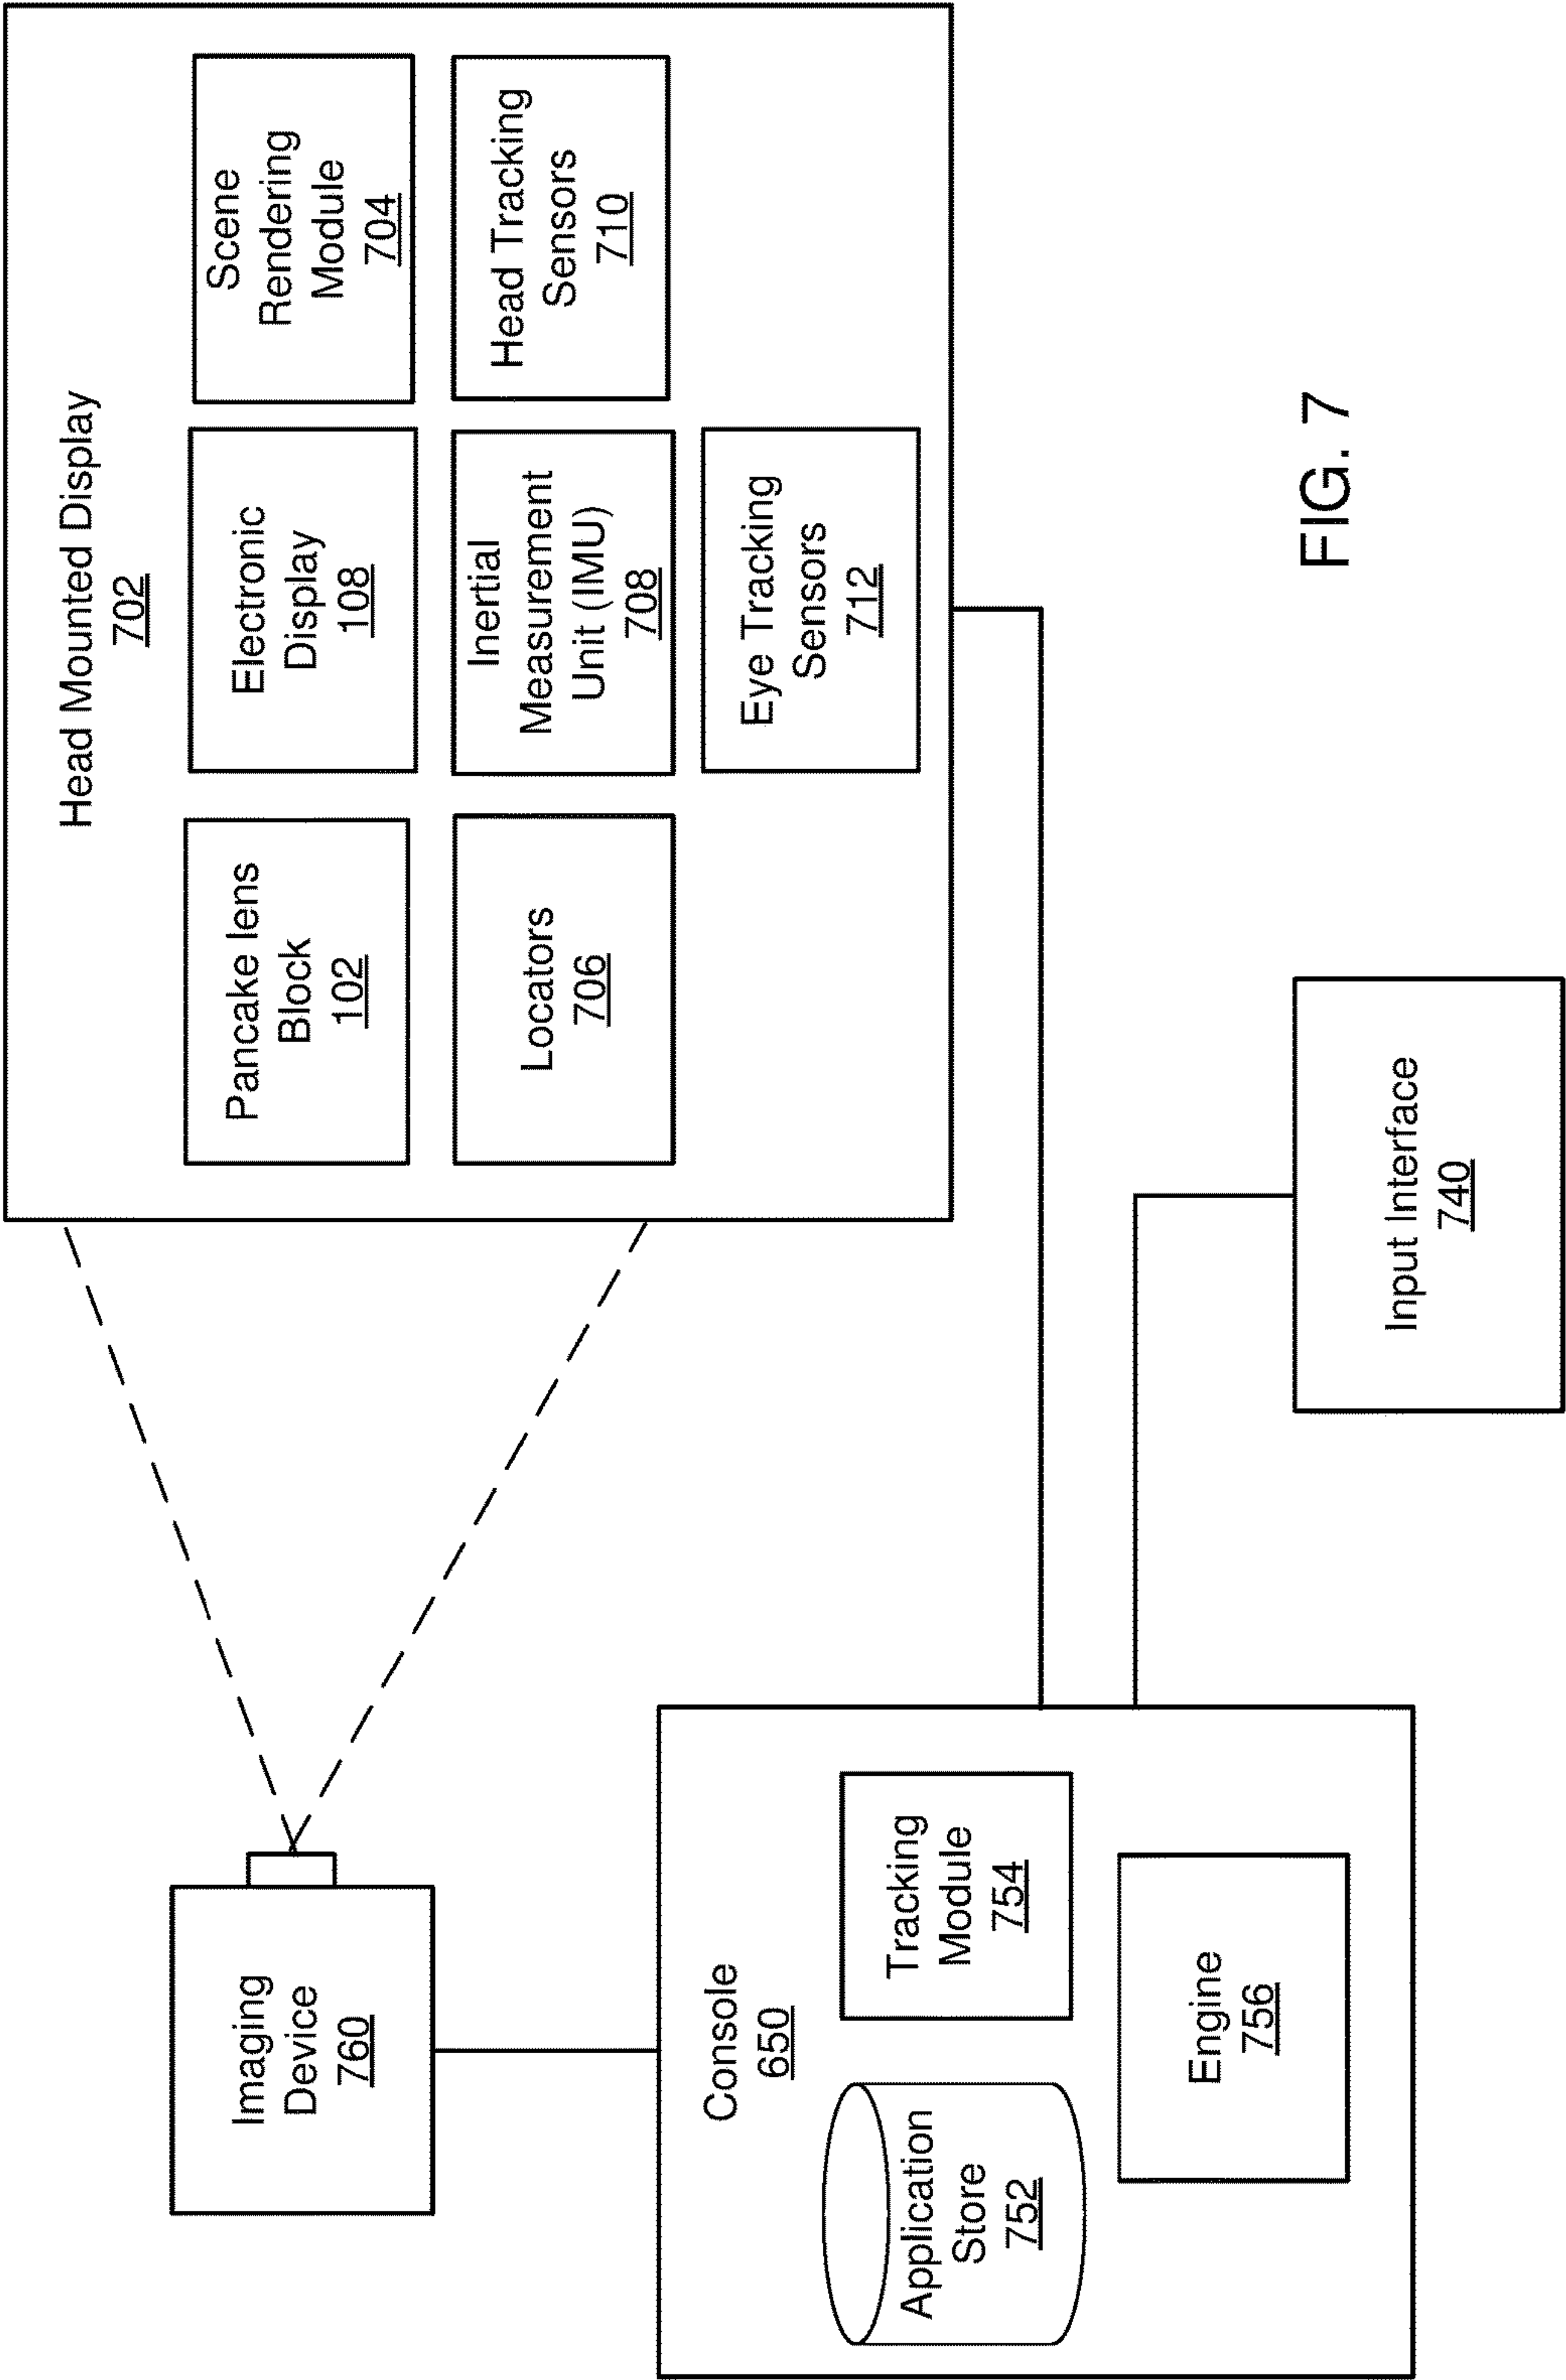 Head Mounted Display
702
Pancake lens
Block
102
Electronic
Display
108
Scene
Rendering
Module
704
Locators
706
Inertial
Measurement
Unit (IMU)
708
Head Tracking
Sensors
710
Eye Tracking
Sensors
712
Imaging
Device
760
Console
650
Application
Store
752
Tracking
Module
754
Engine
756
Input Interface
740
FIG. 7